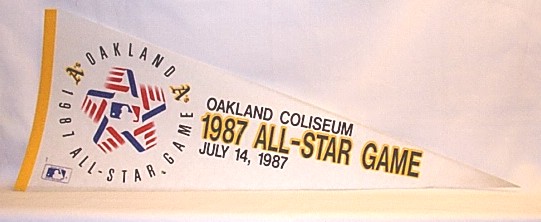 OAKLAND
A's
A's
1987 ALL-STAR GAME
OAKLAND COLISEUM
1987 ALL-STAR GAME
JULY 14, 1987